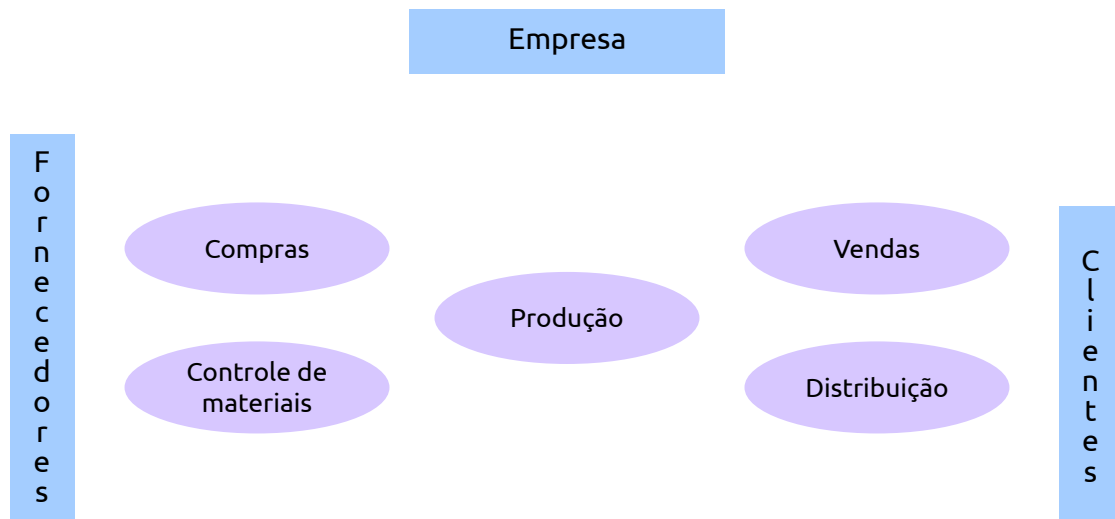 Empresa
Fornecedores
Compras
Vendas
Clientes
Produção
Controle de
materiais
Distribuição